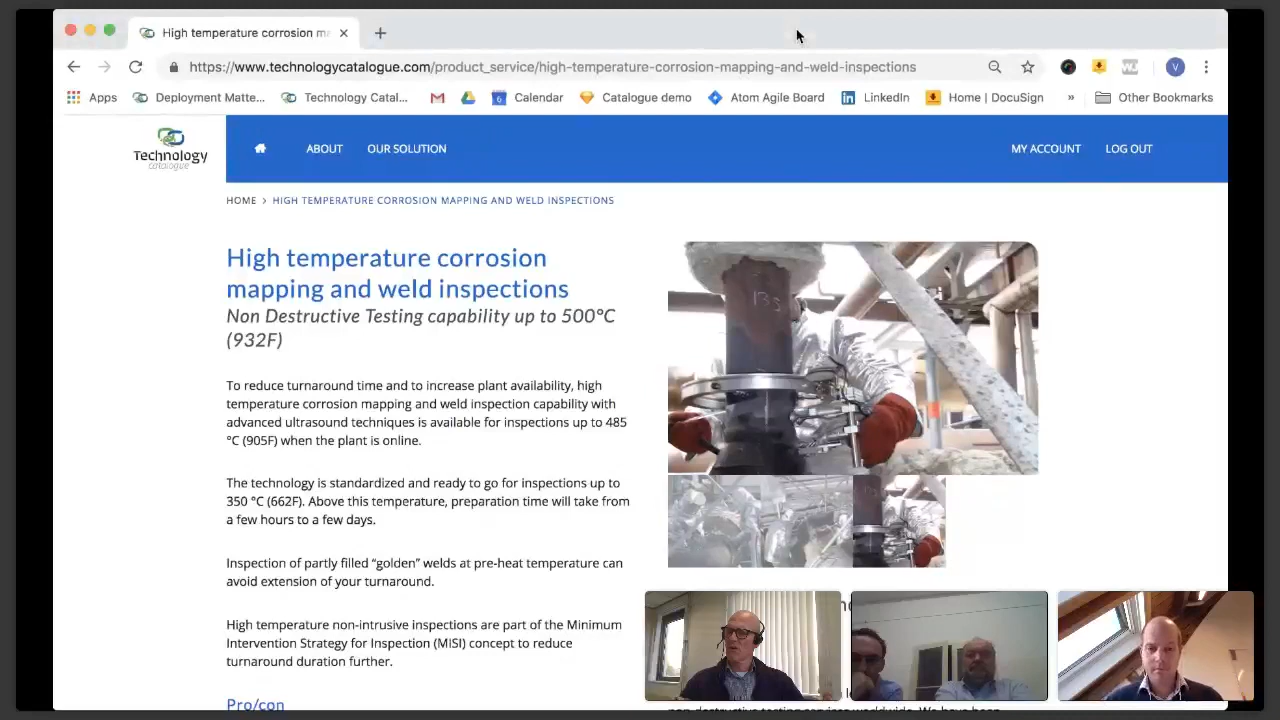 High temperature corrosion ma
https://www.technologycatalogue.com/product_service/high-temperature-corrosion-mapping-and-weld-inspections
V
Apps
Deployment Matte...
Technology Catal...
6
Calendar
Catalogue demo
Atom Agile Board
LinkedIn
Home | DocuSign
»
Other Bookmarks
Technology
catalogue
ABOUT
OUR SOLUTION
MY ACCOUNT
LOG OUT
HOME > HIGH TEMPERATURE CORROSION MAPPING AND WELD INSPECTIONS
High temperature corrosion
mapping and weld inspections
Non Destructive Testing capability up to 500°C
(932F)
To reduce turnaround time and to increase plant availability, high
temperature corrosion mapping and weld inspection capability with
advanced ultrasound techniques is available for inspections up to 485
°C (905F) when the plant is online.
The technology is standardized and ready to go for inspections up to
350 °C (662F). Above this temperature, preparation time will take from
a few hours to a few days.
Inspection of partly filled “golden” welds at pre-heat temperature can
avoid extension of your turnaround.
High temperature non-intrusive inspections are part of the Minimum
Intervention Strategy for Inspection (MISI) concept to reduce
turnaround duration further.
Pro/con